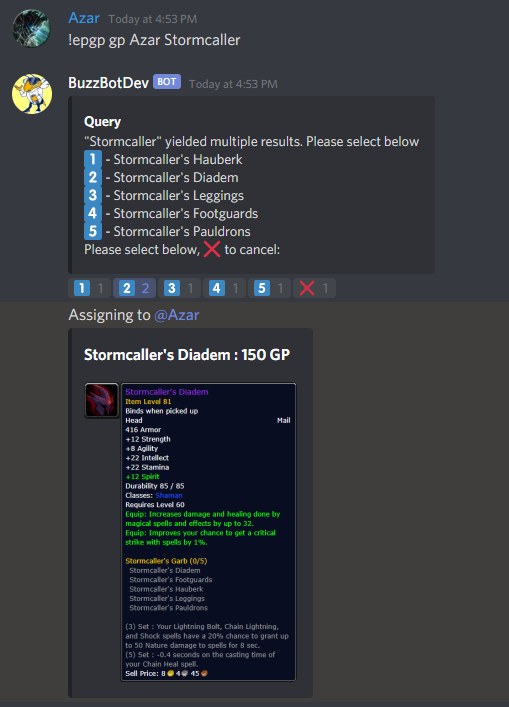 Azar Today at 4:53 PM
!epgp gp Azar Stormcaller
BuzzBotDev BOT Today at 4:53 PM
Query
"Stormcaller" yielded multiple results. Please select below
1 - Stormcaller's Hauberk
2 - Stormcaller's Diadem
3 - Stormcaller's Leggings
4 - Stormcaller's Footguards
5 - Stormcaller's Pauldrons
Please select below, ❌ to cancel:
1 1 2 2 3 1 4 1 5 1 ❌ 1
Assigning to @Azar
Stormcaller's Diadem : 150 GP
Stormcaller's Diadem
Item Level 81
Binds when picked up
Head Mail
416 Armor
+12 Strength
+8 Agility
+22 Intellect
+22 Stamina
+12 Spirit
Durability 85 / 85
Classes: Shaman
Requires Level 60
Equip: Increases damage and healing done by
magical spells and effects by up to 32.
Equip: Improves your chance to get a critical
strike with spells by 1%.
Stormcaller's Garb (0/5)
Stormcaller's Diadem
Stormcaller's Footguards
Stormcaller's Hauberk
Stormcaller's Leggings
Stormcaller's Pauldrons
(3) Set : Your Lightning Bolt, Chain Lightning,
and Shock spells have a 20% chance to grant up
to 50 Nature damage to spells for 8 sec.
(5) Set : -0.4 seconds on the casting time of
your Chain Heal spell.
Sell Price: 8 4 45